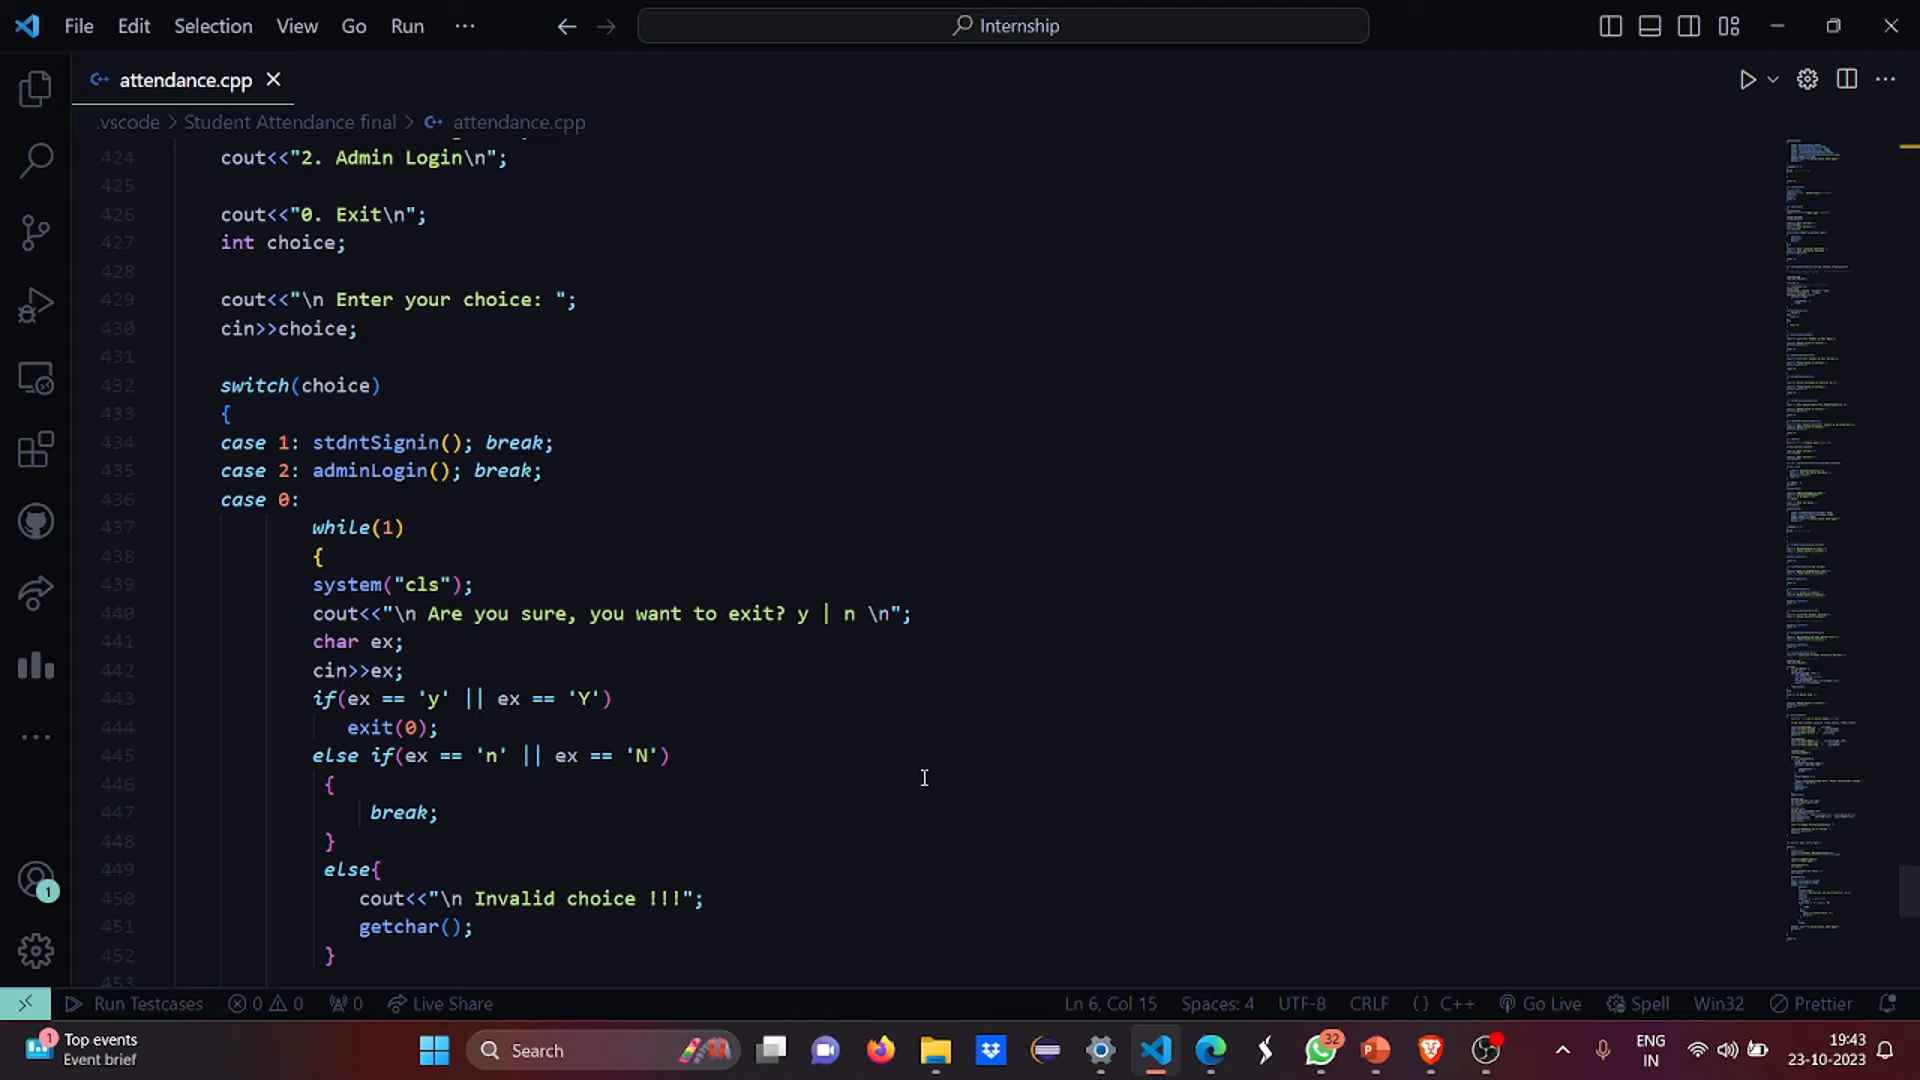 File Edit Selection View Go Run ··· Internship
attendance.cpp
.vscode > Student Attendance final > attendance.cpp
424 cout<<"2. Admin Login\n";
425
426 cout<<"0. Exit\n";
427 int choice;
428
429 cout<<"\n Enter your choice: ";
430 cin>>choice;
431
432 switch(choice)
433 {
434 case 1: stdntSignin(); break;
435 case 2: adminLogin(); break;
436 case 0:
437 while(1)
438 {
439 system("cls");
440 cout<<"\n Are you sure, you want to exit? y | n \n";
441 char ex;
442 cin>>ex;
443 if(ex == 'y' || ex == 'Y')
444 exit(0);
445 else if(ex == 'n' || ex == 'N')
446 {
447 break;
448 }
449 else{
450 cout<<"\n Invalid choice !!!";
451 getchar();
452 }
453
1
Run Testcases 0 0 0 Live Share Ln 6, Col 15 Spaces: 4 UTF-8 CRLF {} C++ Go Live Spell Win32 Prettier
1 Top events
Event brief
Search
32
ENG
IN
19:43
23-10-2023